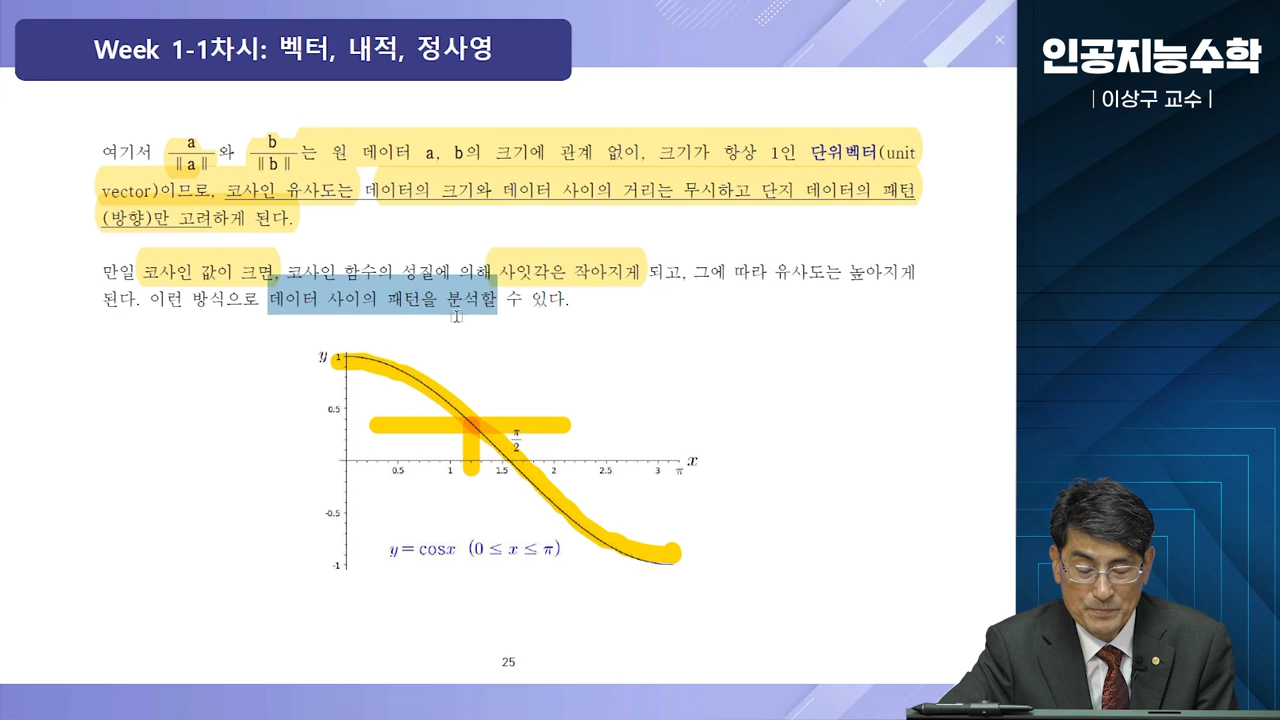 Week 1-1차시: 벡터, 내적, 정사영
인공지능수학
| 이상구 교수 |
여기서 a/‖a‖와 b/‖b‖는 원 데이터 a, b의 크기에 관계 없이, 크기가 항상 1인 단위벡터(unit
vector)이므로, 코사인 유사도는 데이터의 크기와 데이터 사이의 거리는 무시하고 단지 데이터의 패턴
(방향)만 고려하게 된다.
만일 코사인 값이 크면, 코사인 함수의 성질에 의해 사잇각은 작아지게 되고, 그에 따라 유사도는 높아지게
된다. 이런 방식으로 데이터 사이의 패턴을 분석할 수 있다.
y
1
0.5
π/2
x
0.5 1 1.5 2 2.5 3 π
-0.5
y=cosx (0 ≤ x ≤ π)
-1
25